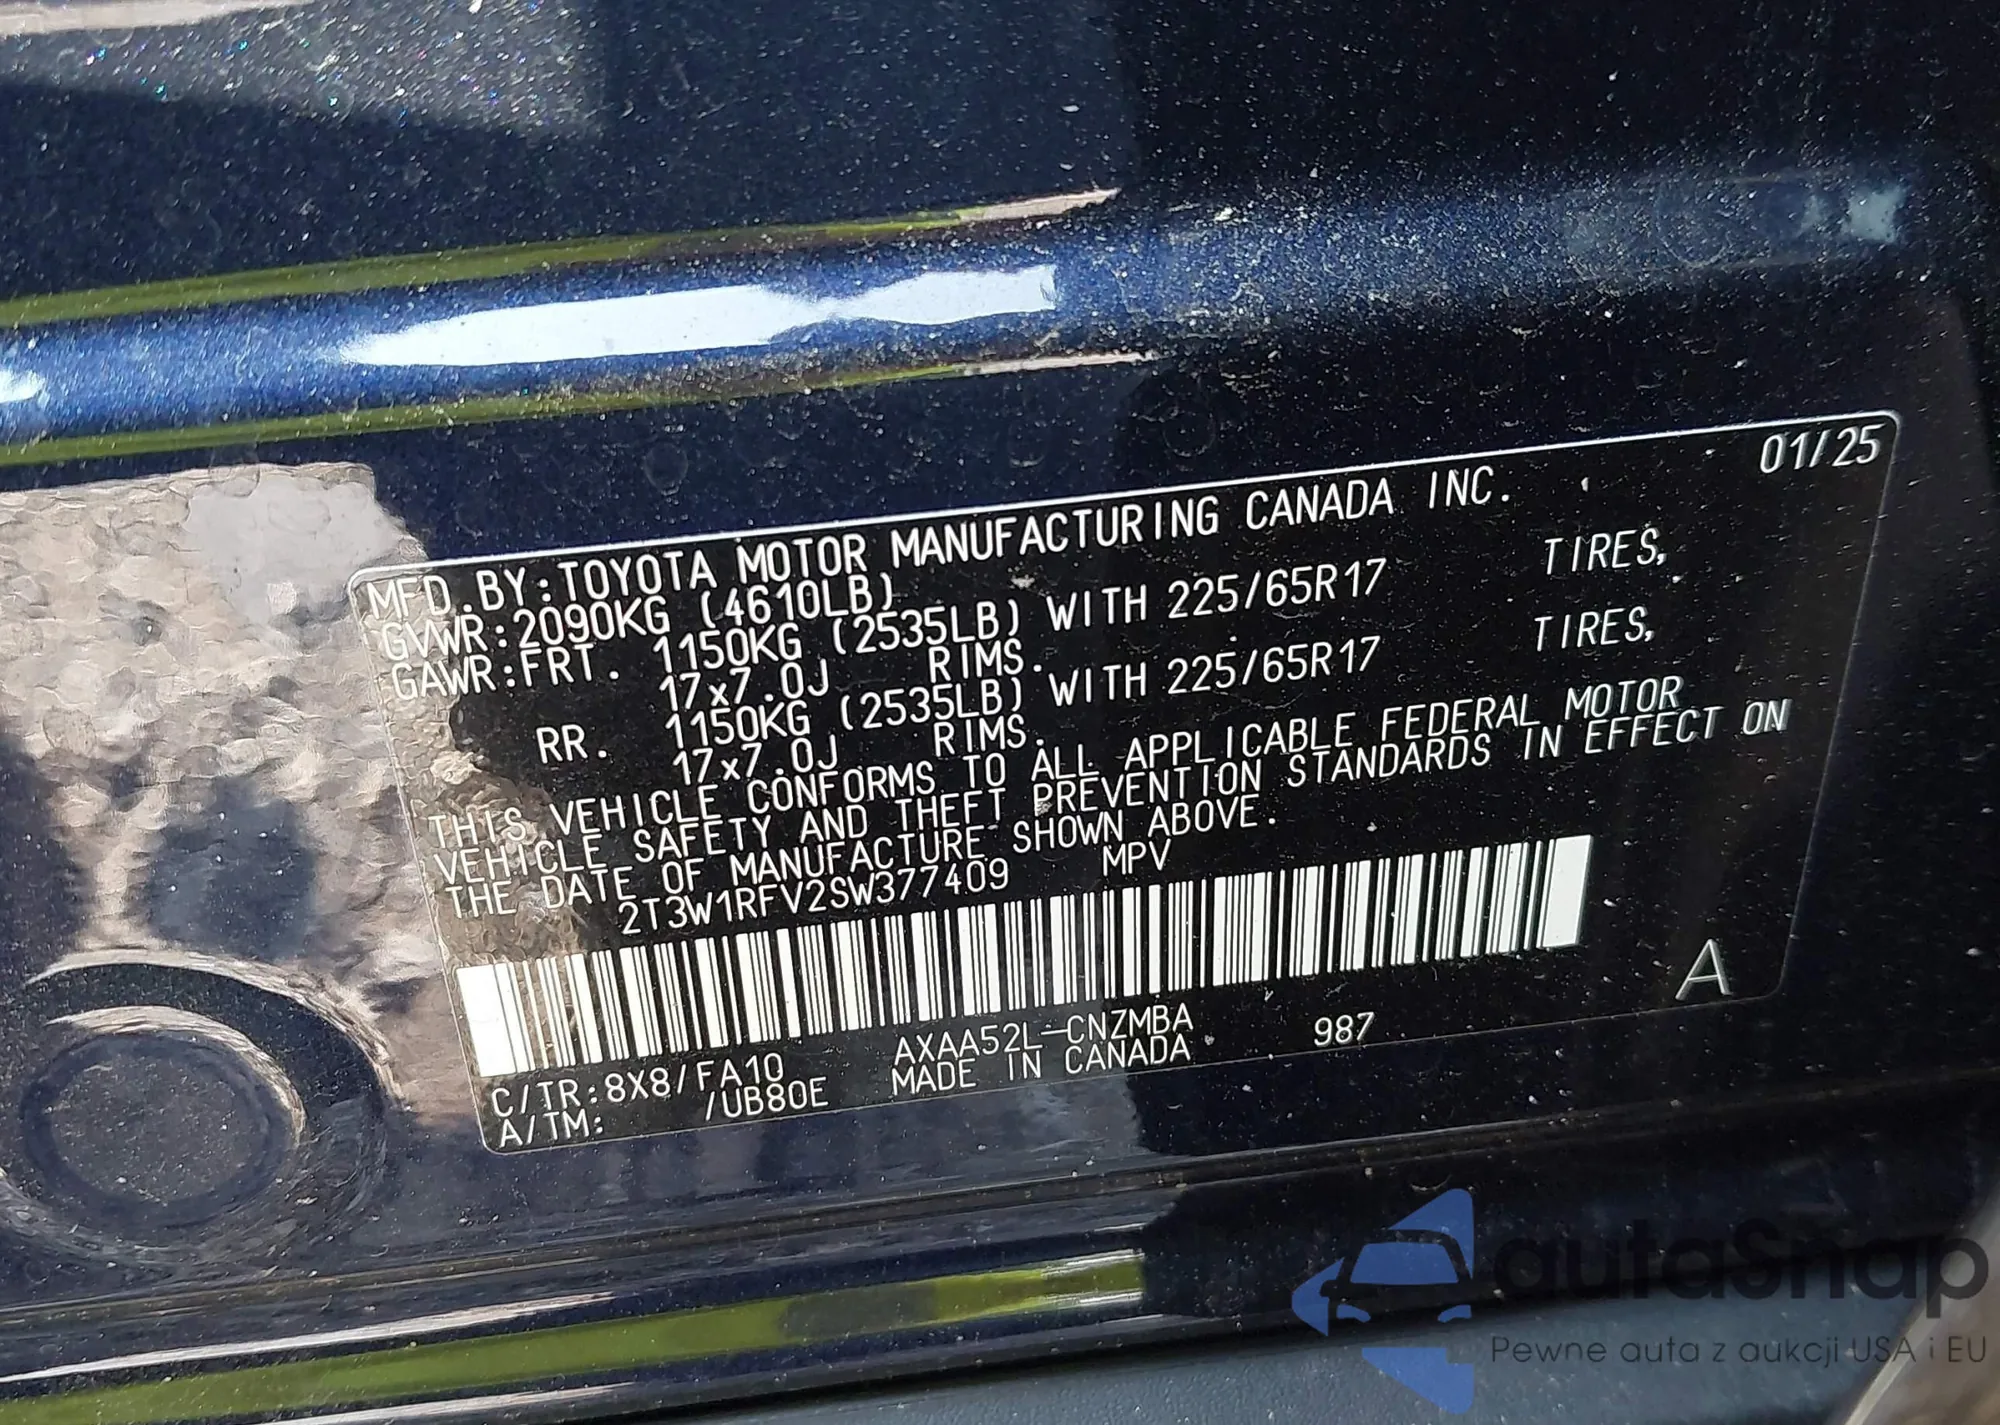 01/25
MFD.BY:TOYOTA MOTOR MANUFACTURING CANADA INC.
GVWR:2090KG (4610LB)
GAWR:FRT. 1150KG (2535LB) WITH 225/65R17 TIRES,
17x7.0J RIMS.
RR. 1150KG (2535LB) WITH 225/65R17 TIRES,
17x7.0J RIMS.
THIS VEHICLE CONFORMS TO ALL APPLICABLE FEDERAL MOTOR
VEHICLE SAFETY AND THEFT PREVENTION STANDARDS IN EFFECT ON
THE DATE OF MANUFACTURE SHOWN ABOVE.
2T3W1RFV2SW377409 MPV
A
C/TR:8X8/FA10 AXAA52L-CNZMBA 987
A/TM: /UB80E MADE IN CANADA
autaSnap
Pewne auta z aukcji USA i EU